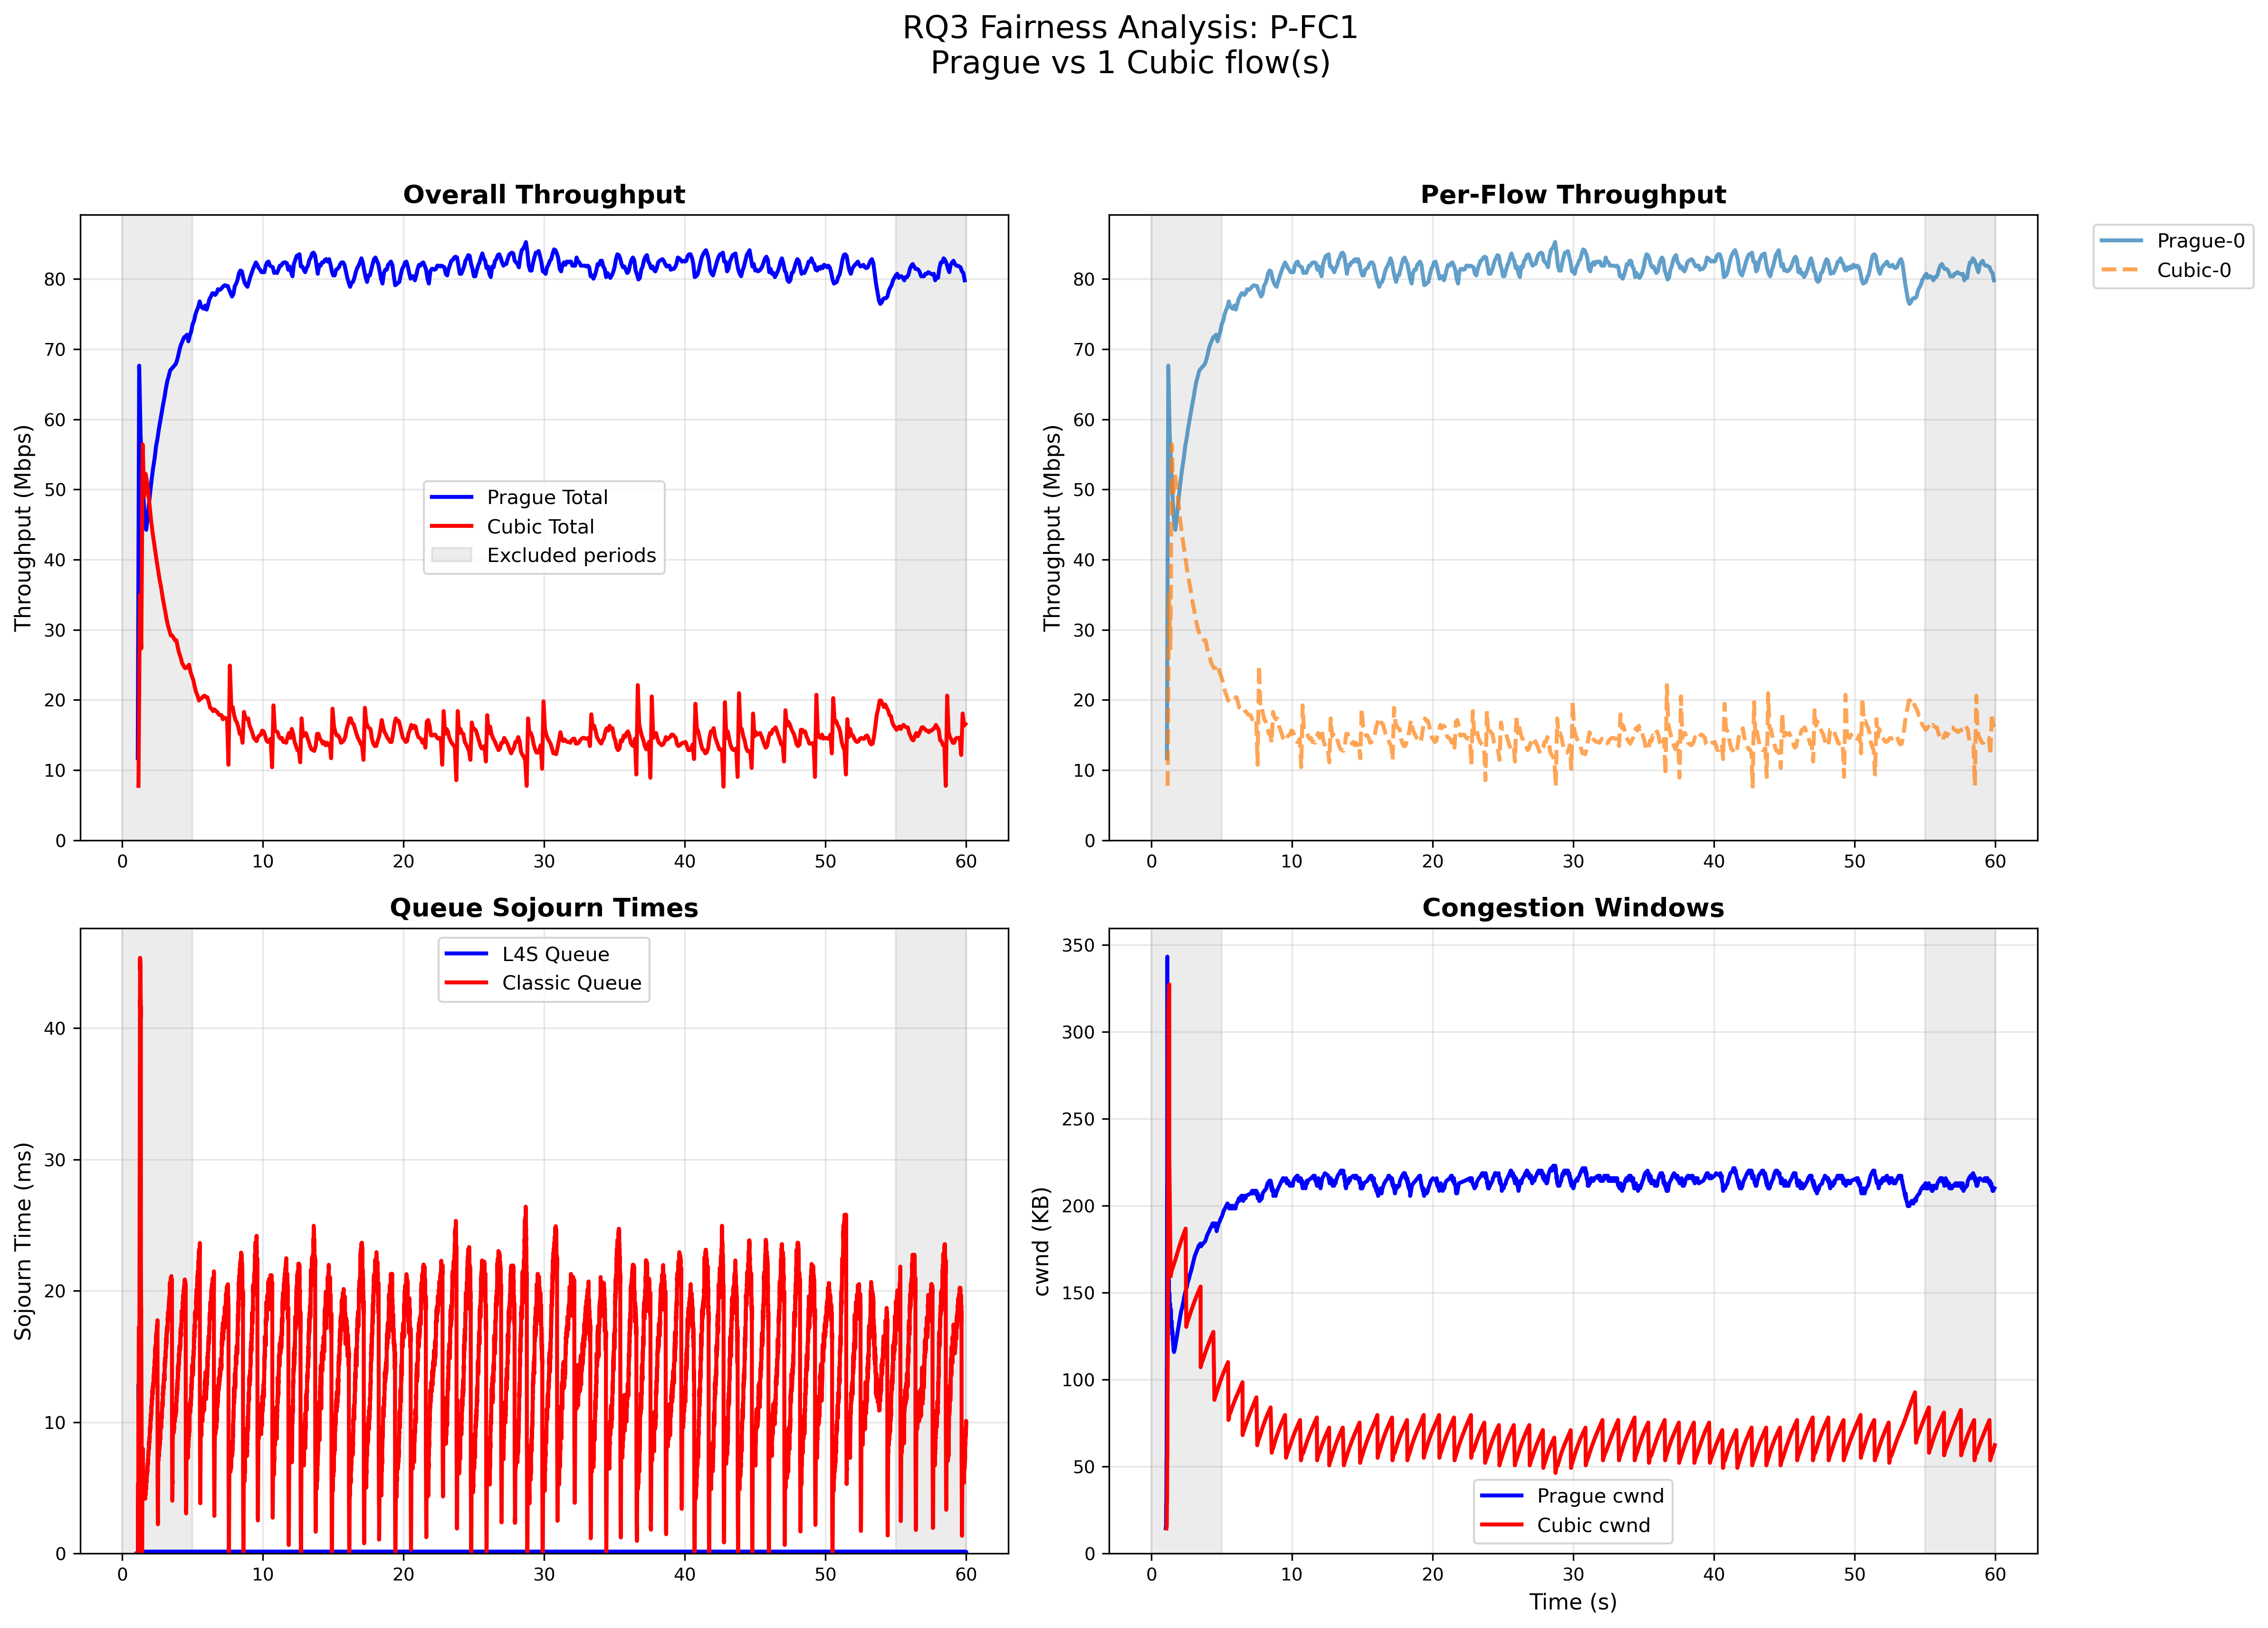 RQ3 Fairness Analysis: P-FC1
Prague vs 1 Cubic flow(s)
Overall Throughput
Throughput (Mbps)
80
70
60
50
40
30
20
10
0
Prague Total
Cubic Total
Excluded periods
0 10 20 30 40 50 60
Per-Flow Throughput
Throughput (Mbps)
80
70
60
50
40
30
20
10
0
0 10 20 30 40 50 60
Prague-0
Cubic-0
Queue Sojourn Times
Sojourn Time (ms)
40
30
20
10
0
L4S Queue
Classic Queue
0 10 20 30 40 50 60
Congestion Windows
cwnd (KB)
350
300
250
200
150
100
50
0
Prague cwnd
Cubic cwnd
0 10 20 30 40 50 60
Time (s)